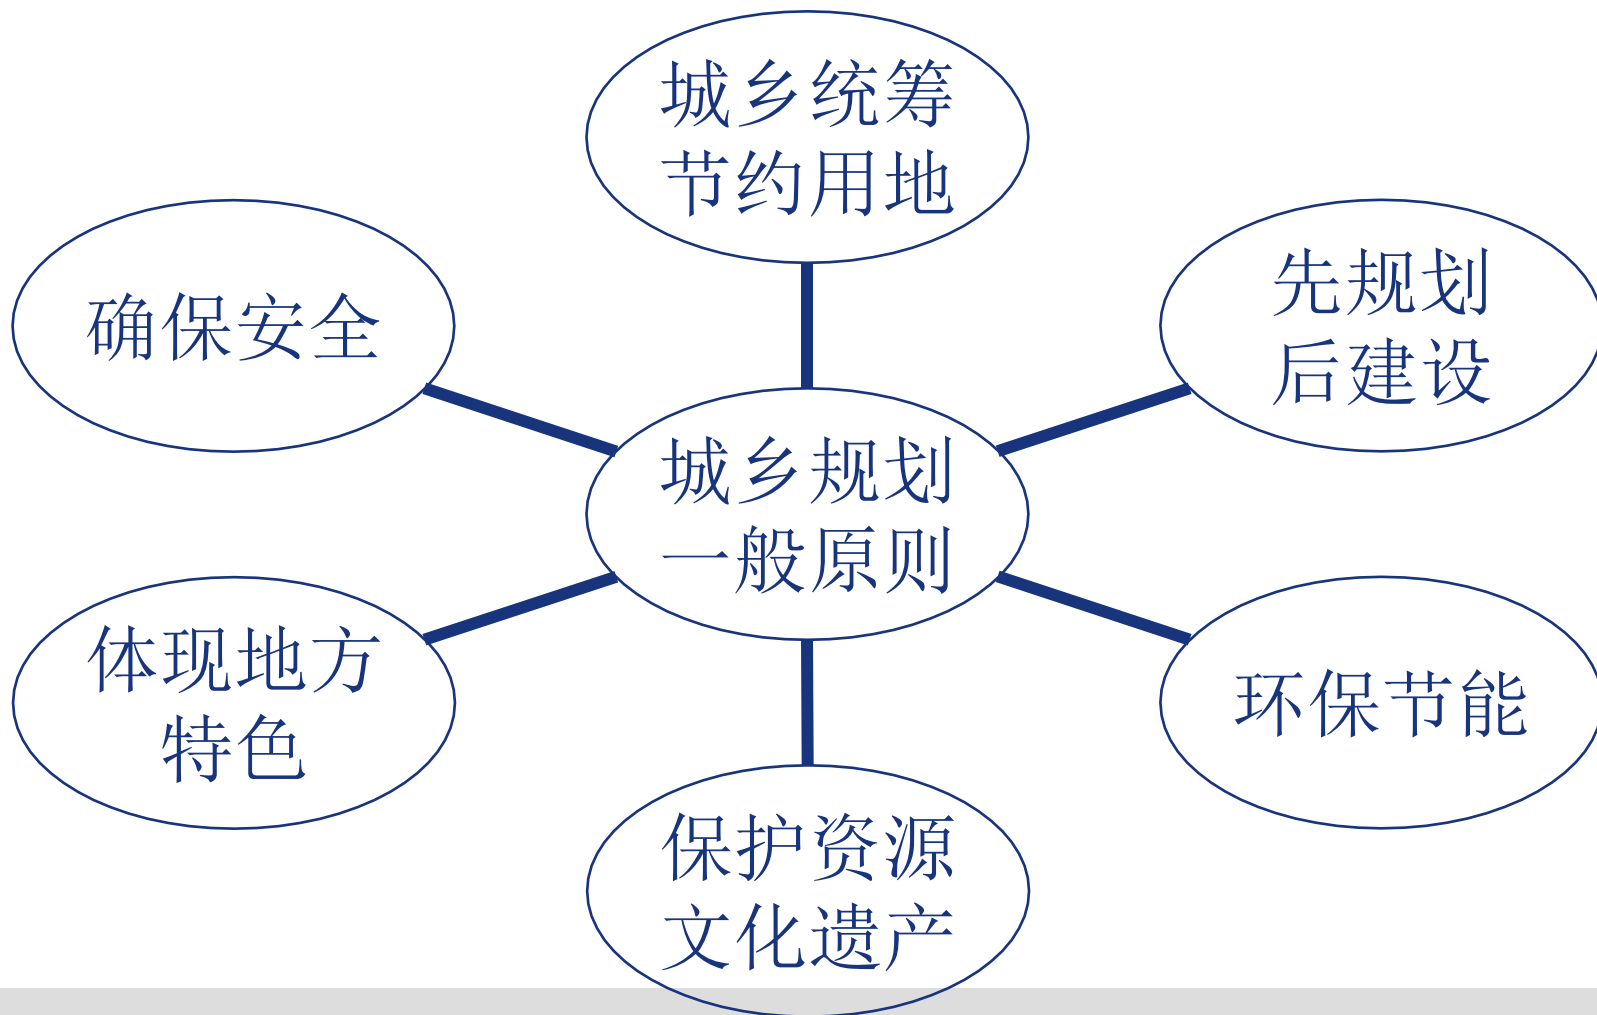 城乡统筹
节约用地
确保安全
先规划
后建设
城乡规划
一般原则
体现地方
特色
环保节能
保护资源
文化遗产